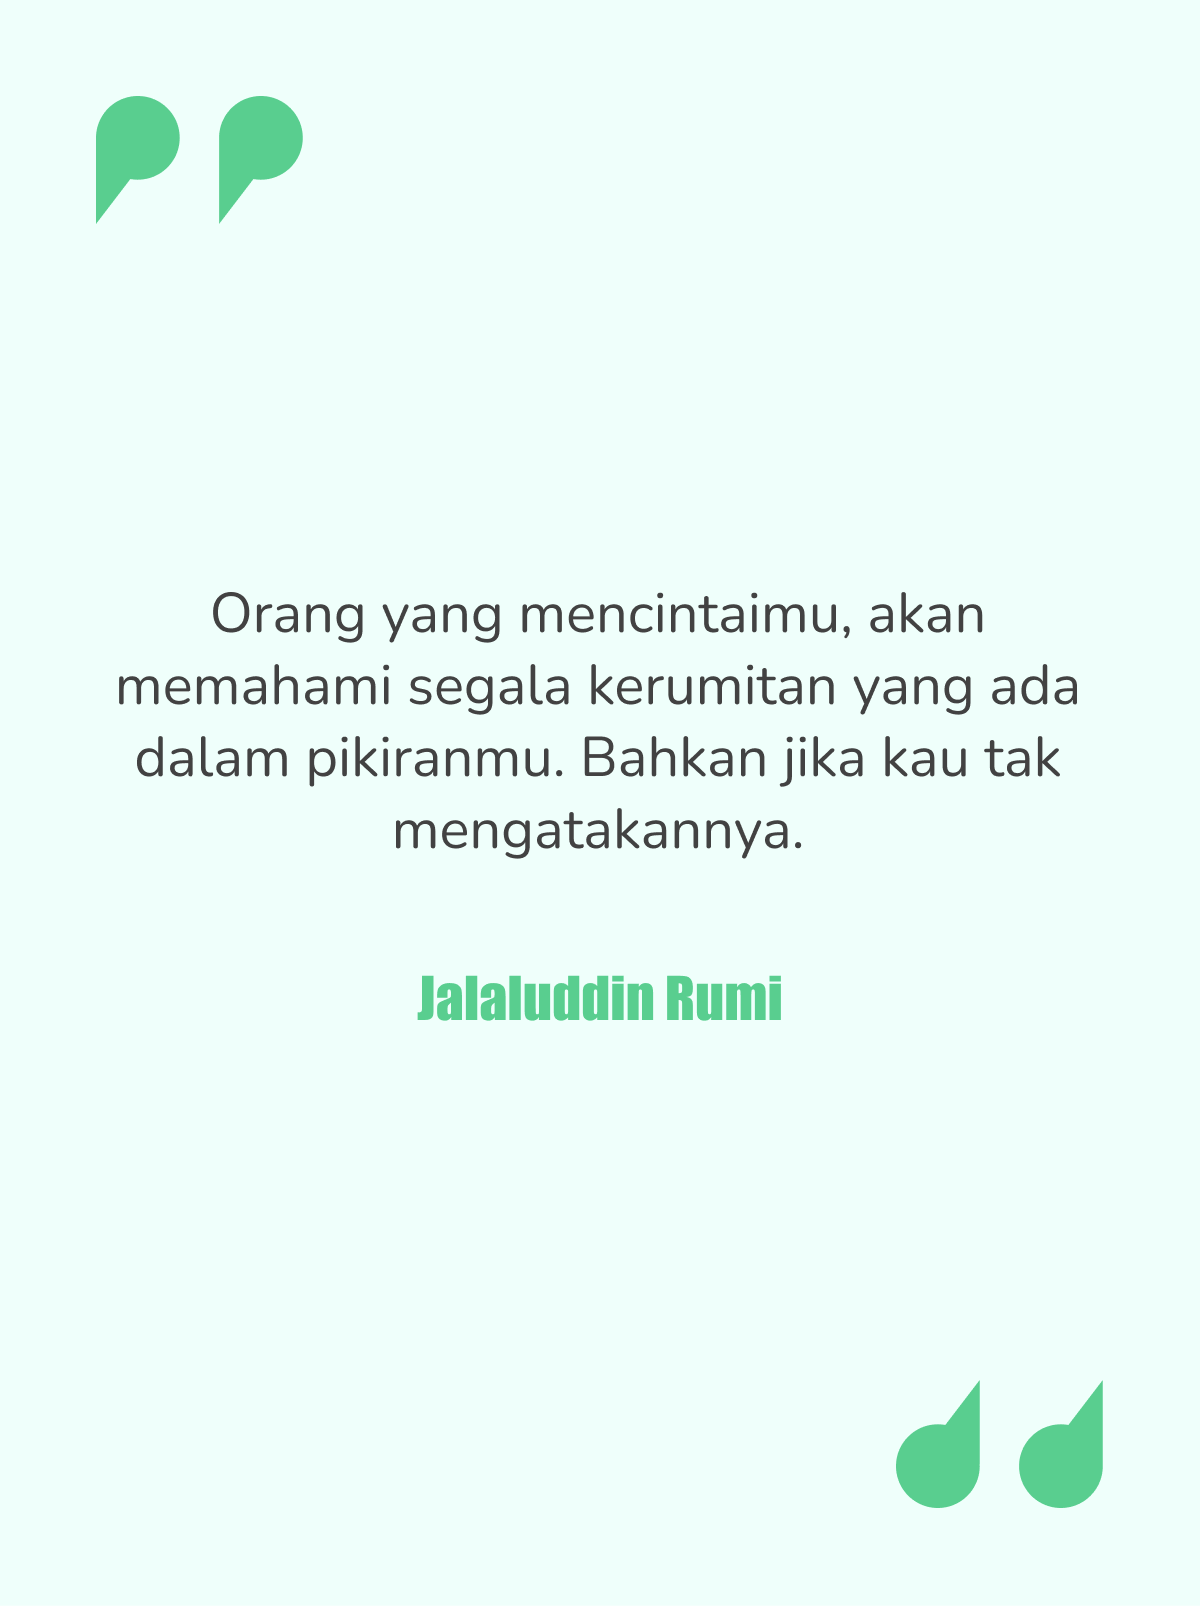 Orang yang mencintaimu, akan
memahami segala kerumitan yang ada
dalam pikiranmu. Bahkan jika kau tak
mengatakannya.
Jalaluddin Rumi